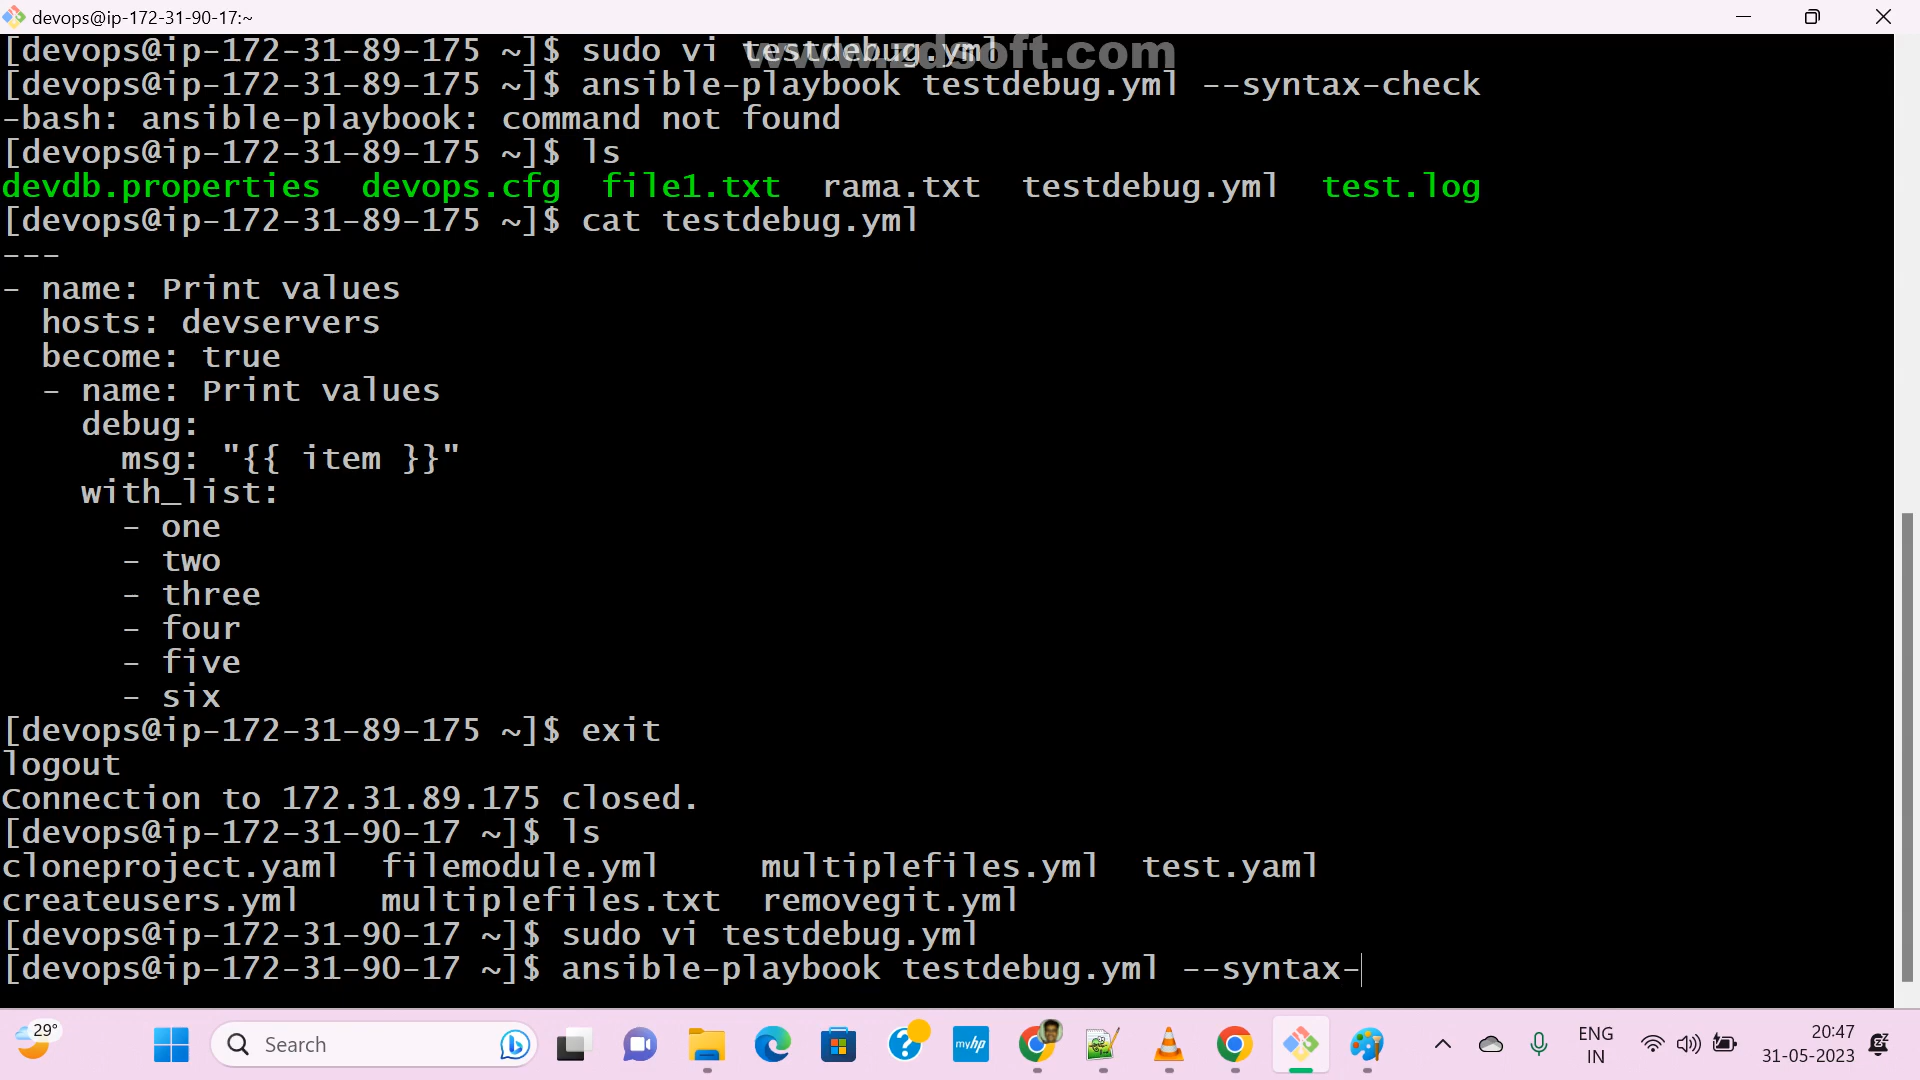 devops@ip-172-31-90-17:~
www.zdsoft.com
[devops@ip-172-31-89-175 ~]$ sudo vi testdebug.yml
[devops@ip-172-31-89-175 ~]$ ansible-playbook testdebug.yml --syntax-check
-bash: ansible-playbook: command not found
[devops@ip-172-31-89-175 ~]$ ls
devdb.properties  devops.cfg  file1.txt  rama.txt  testdebug.yml  test.log
[devops@ip-172-31-89-175 ~]$ cat testdebug.yml
---
- name: Print values
  hosts: devservers
  become: true
  - name: Print values
    debug:
      msg: "{{ item }}"
    with_list:
      - one
      - two
      - three
      - four
      - five
      - six
[devops@ip-172-31-89-175 ~]$ exit
logout
Connection to 172.31.89.175 closed.
[devops@ip-172-31-90-17 ~]$ ls
cloneproject.yaml  filemodule.yml     multiplefiles.yml  test.yaml
createusers.yml    multiplefiles.txt  removegit.yml
[devops@ip-172-31-90-17 ~]$ sudo vi testdebug.yml
[devops@ip-172-31-90-17 ~]$ ansible-playbook testdebug.yml --syntax-
29°
Search
myhp
ENG
IN
20:47
31-05-2023